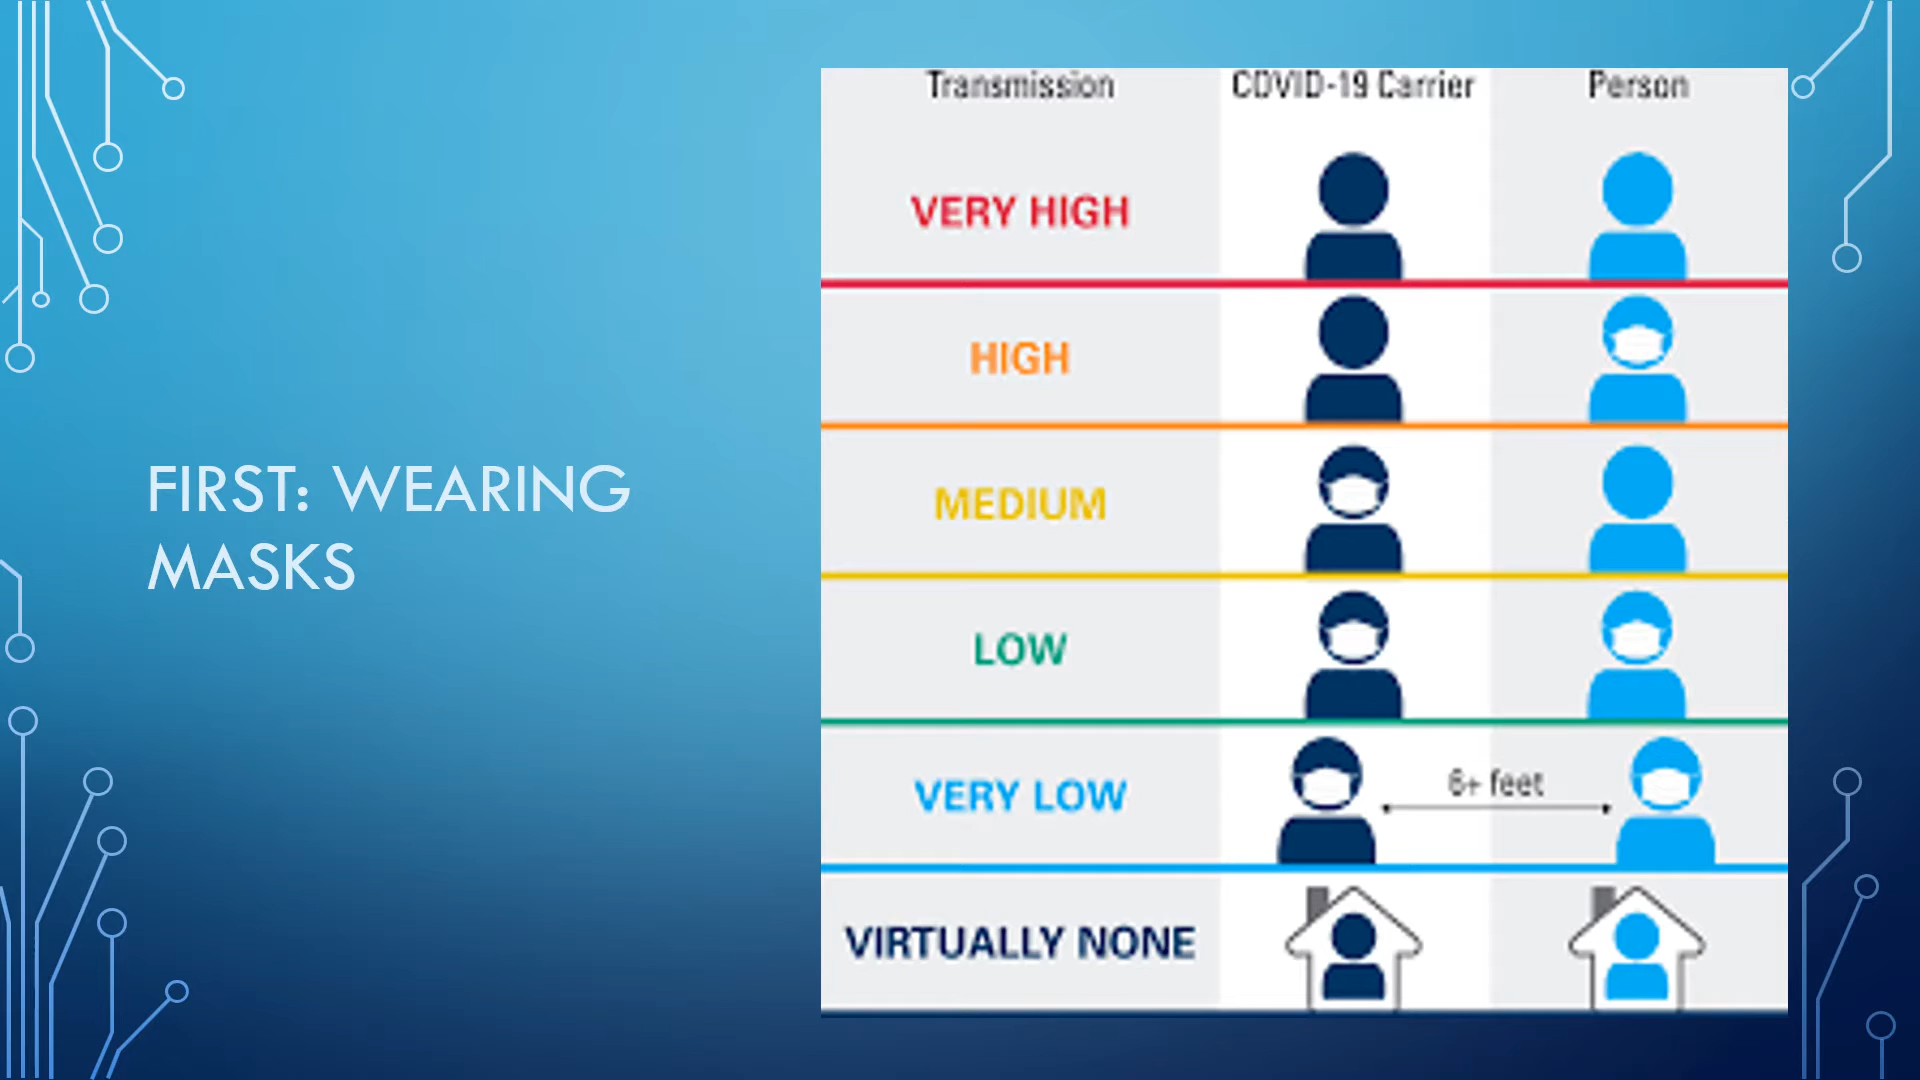 FIRST: WEARING
MASKS
Transmission COVID-19 Carrier Person
VERY HIGH
HIGH
MEDIUM
LOW
VERY LOW 6+ feet
VIRTUALLY NONE